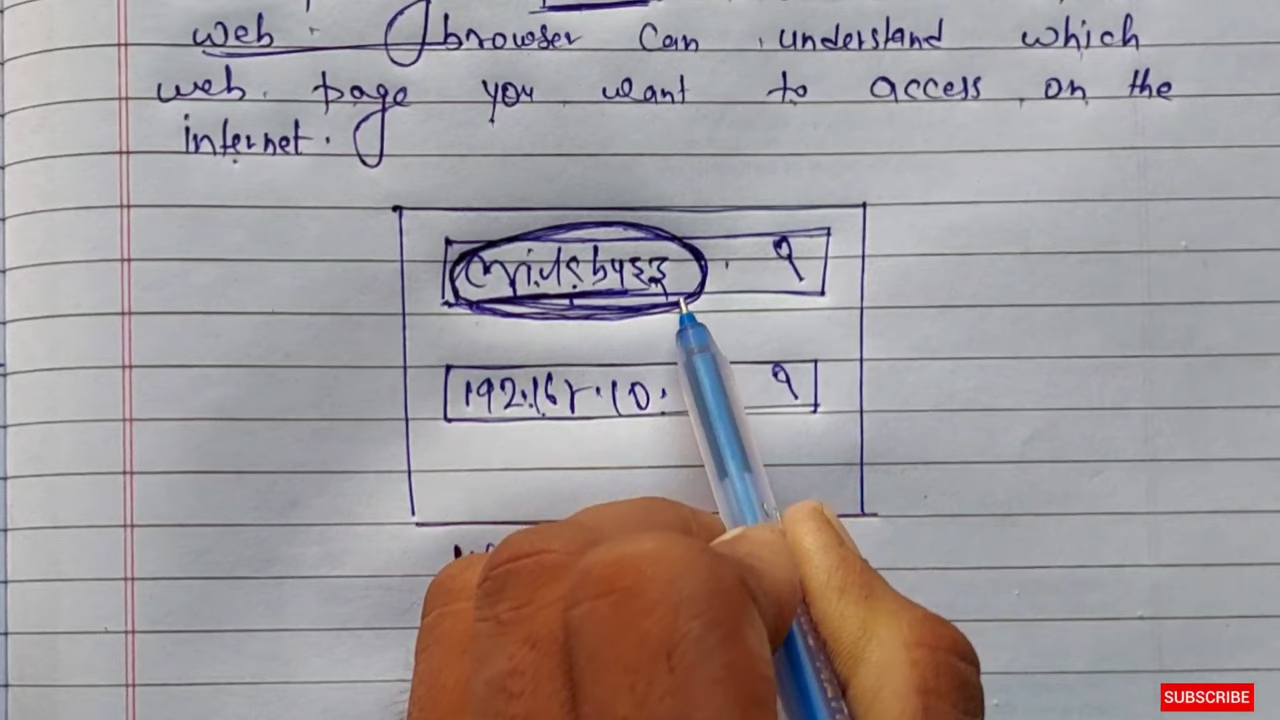 web. browser can understand which
web. page you want to access on the
internet.
192.168.10.
SUBSCRIBE